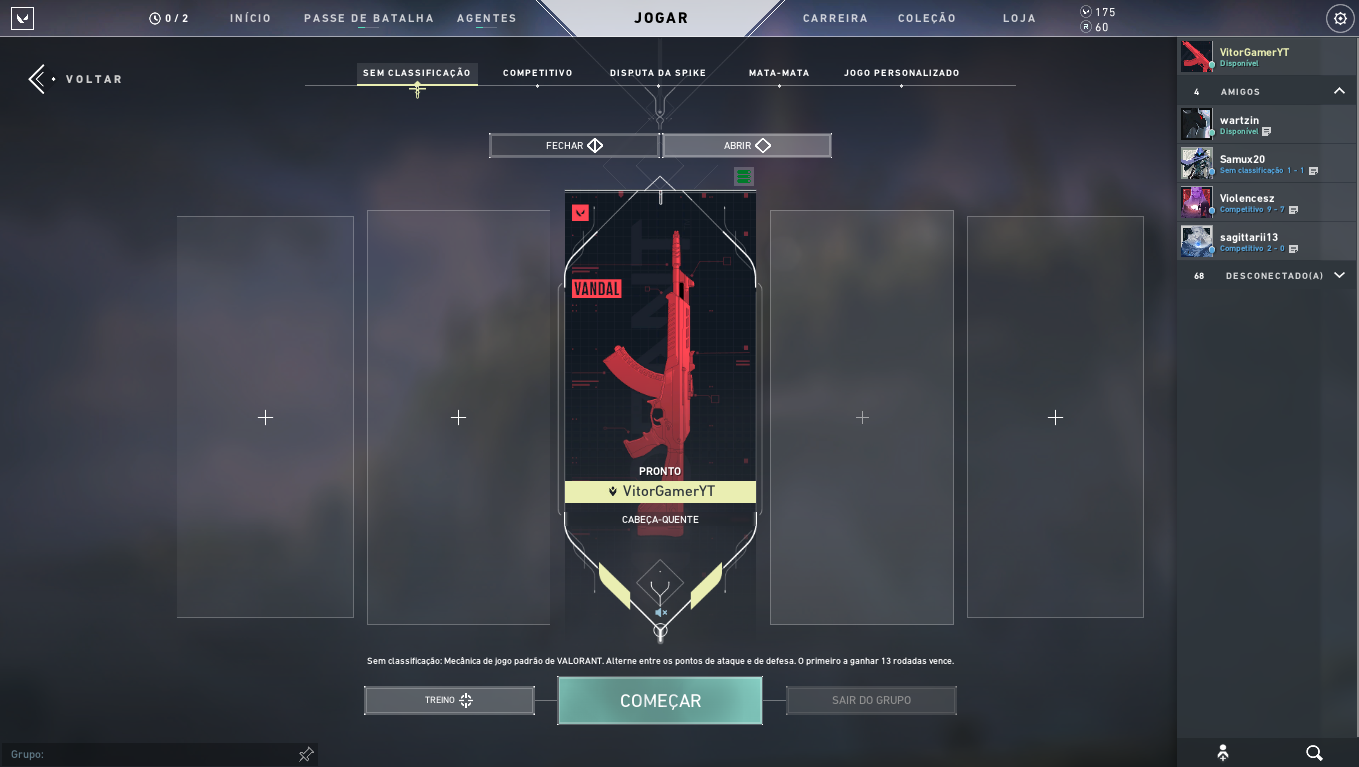 0 / 2
INÍCIO
PASSE DE BATALHA
AGENTES
JOGAR
CARREIRA
COLEÇÃO
LOJA
175
60
VOLTAR
SEM CLASSIFICAÇÃO
COMPETITIVO
DISPUTA DA SPIKE
MATA-MATA
JOGO PERSONALIZADO
FECHAR
ABRIR
VANDAL
PRONTO
VitorGamerYT
CABEÇA-QUENTE
Sem classificação: Mecânica de jogo padrão de VALORANT. Alterne entre os pontos de ataque e de defesa. O primeiro a ganhar 13 rodadas vence.
TREINO
COMEÇAR
SAIR DO GRUPO
Grupo:
VitorGamerYT
Disponível
4 AMIGOS
wartzin
Disponível
Samux20
Sem classificação 1 - 1
Violencesz
Competitivo 9 - 7
sagittarii13
Competitivo 2 - 0
68 DESCONECTADO(A)